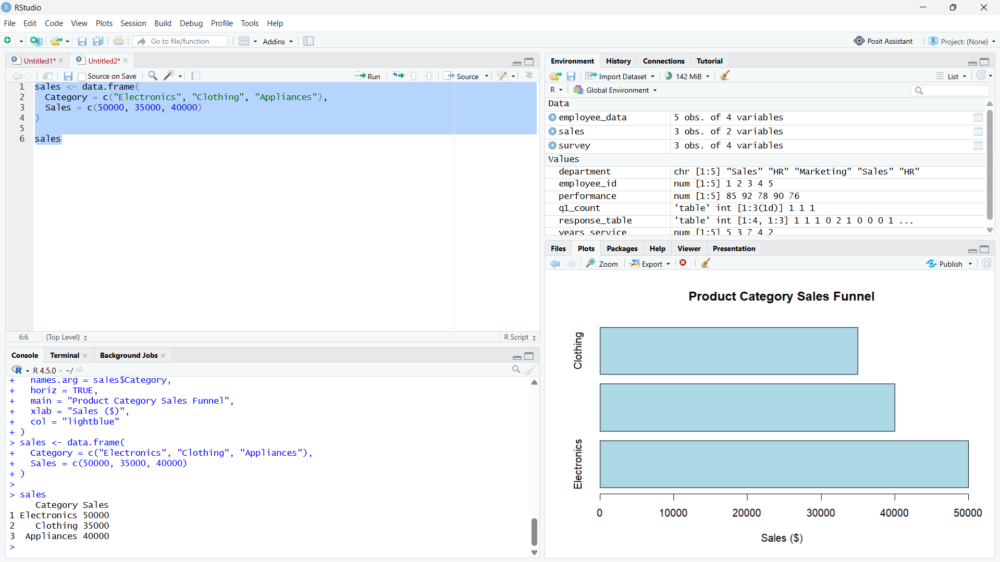 RStudio
File Edit Code View Plots Session Build Debug Profile Tools Help
Go to file/function
Addins
Posit Assistant
Project: (None)
Untitled1*
Untitled2*
Source on Save
Run
Source
1 sales <- data.frame(
2   Category = c("Electronics", "Clothing", "Appliances"),
3   Sales = c(50000, 35000, 40000)
4 )
5
6 sales
6:6 (Top Level) R Script
Console Terminal Background Jobs
R 4.5.0 · ~/
+   names.arg = sales$Category,
+   horiz = TRUE,
+   main = "Product Category Sales Funnel",
+   xlab = "Sales ($)",
+   col = "lightblue"
+ )
> sales <- data.frame(
+   Category = c("Electronics", "Clothing", "Appliances"),
+   Sales = c(50000, 35000, 40000)
+ )
>
> sales
     Category Sales
1 Electronics 50000
2    Clothing 35000
3  Appliances 40000
>
Environment History Connections Tutorial
Import Dataset 142 MiB List
R Global Environment
Data
employee_data 5 obs. of 4 variables
sales 3 obs. of 2 variables
survey 3 obs. of 4 variables
Values
department chr [1:5] "Sales" "HR" "Marketing" "Sales" "HR"
employee_id num [1:5] 1 2 3 4 5
performance num [1:5] 85 92 78 90 76
q1_count 'table' int [1:3(1d)] 1 1 1
response_table 'table' int [1:4, 1:3] 1 1 1 0 2 1 0 0 0 1 ...
years_service num [1:5] 5 3 7 4 2
Files Plots Packages Help Viewer Presentation
Zoom Export Publish
Product Category Sales Funnel
Clothing
Electronics
0 10000 20000 30000 40000 50000
Sales ($)